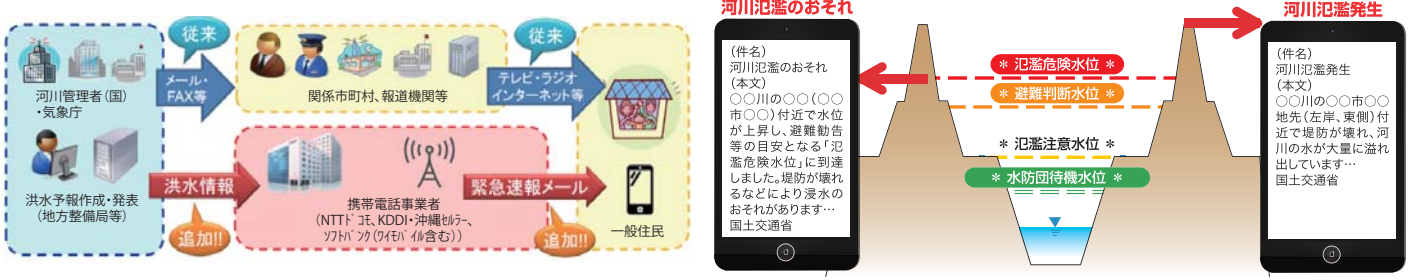 従来
メール・
FAX等
河川管理者(国)
・気象庁
洪水予報作成・発表
(地方整備局等)
関係市町村、報道機関等
従来
テレビ・ラジオ
インターネット等
洪水情報
追加!!
携帯電話事業者
(NTTドコモ、KDDI・沖縄セルラー、
ソフトバンク(ワイモバイル含む))
緊急速報メール
追加!!
一般住民
河川氾濫のおそれ
(件名)
河川氾濫のおそれ
(本文)
○○川の○○(○○
市○○)付近で水位
が上昇し、避難勧告
等の目安となる「氾
濫危険水位」に到達
しました。堤防が壊れ
るなどにより浸水の
おそれがあります…
国土交通省
* 氾濫危険水位 *
* 避難判断水位 *
* 氾濫注意水位 *
* 水防団待機水位 *
河川氾濫発生
(件名)
河川氾濫発生
(本文)
○○川の○○市○○
地先(左岸、東側)付
近で堤防が壊れ、河
川の水が大量に溢れ
出しています…
国土交通省